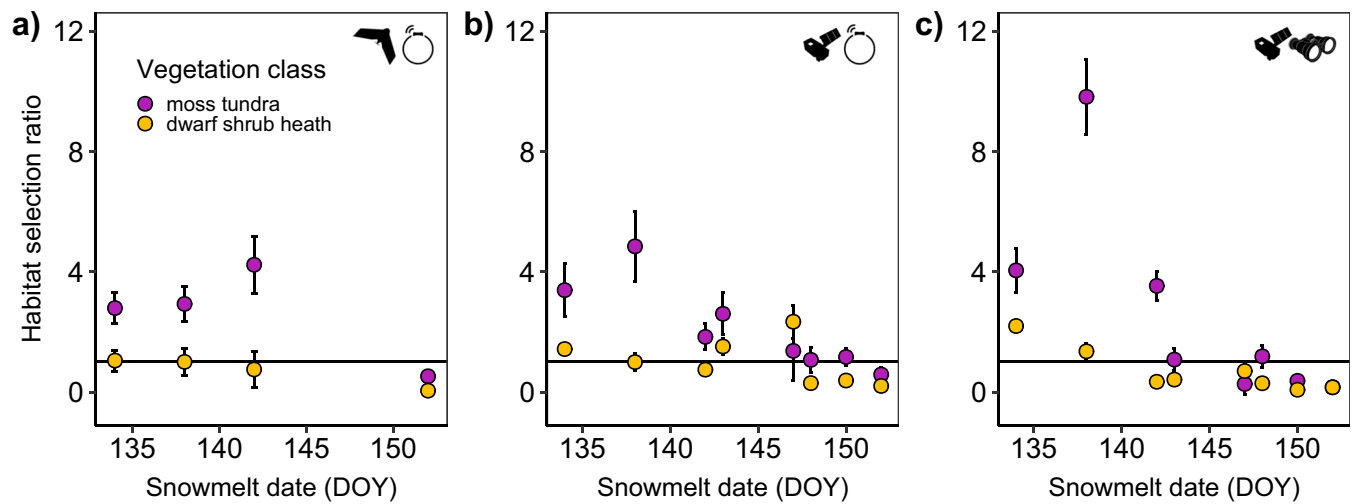 a)
b)
c)
Habitat selection ratio
12
8
4
0
Vegetation class
moss tundra
dwarf shrub heath
135
140
145
150
Snowmelt date (DOY)
12
8
4
0
135
140
145
150
Snowmelt date (DOY)
12
8
4
0
135
140
145
150
Snowmelt date (DOY)